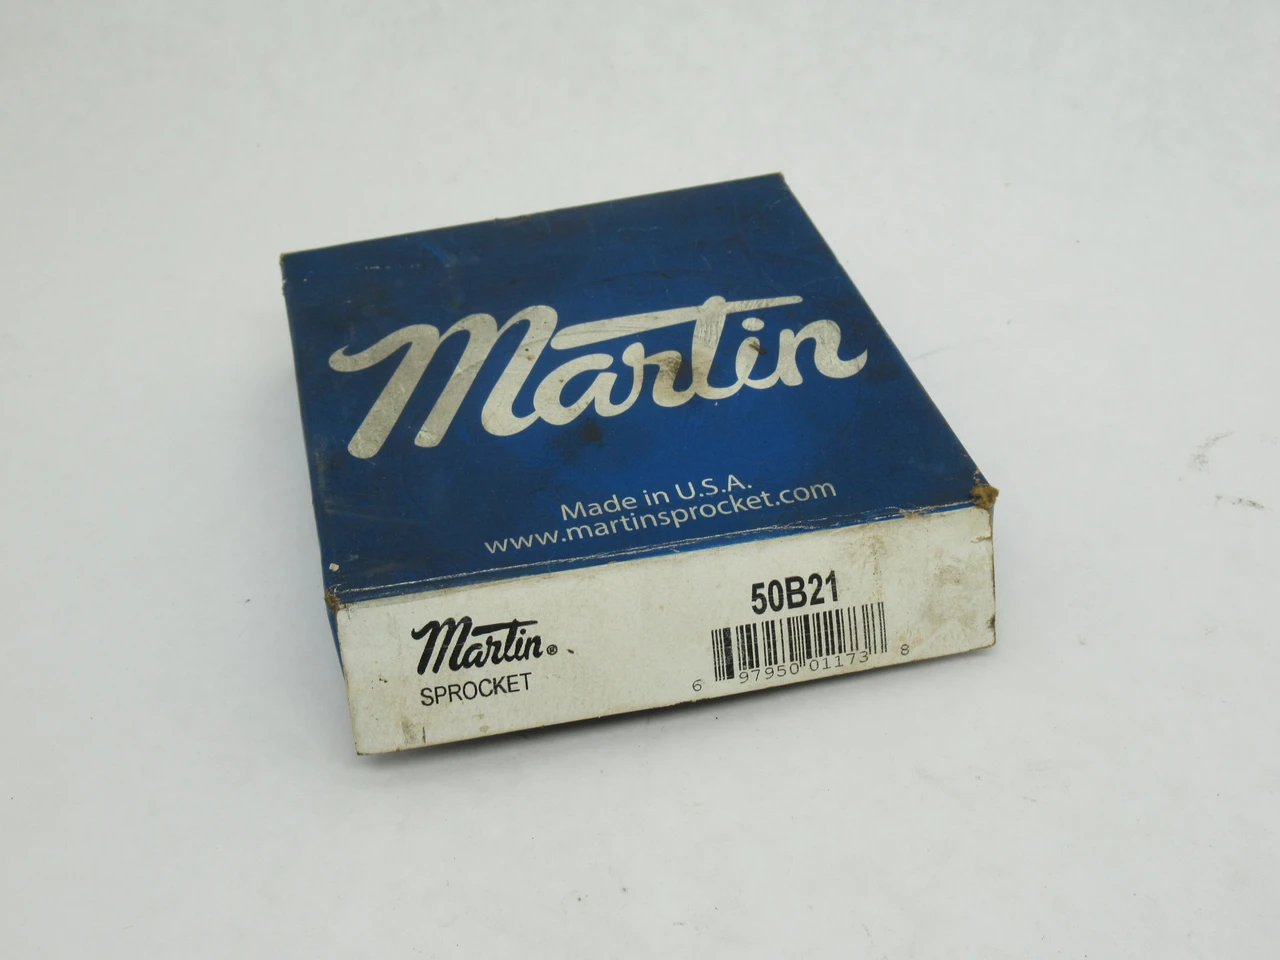 Martin
Made in U.S.A.
www.martinsprocket.com
Martin®
SPROCKET
50B21
6 97950 01173 8